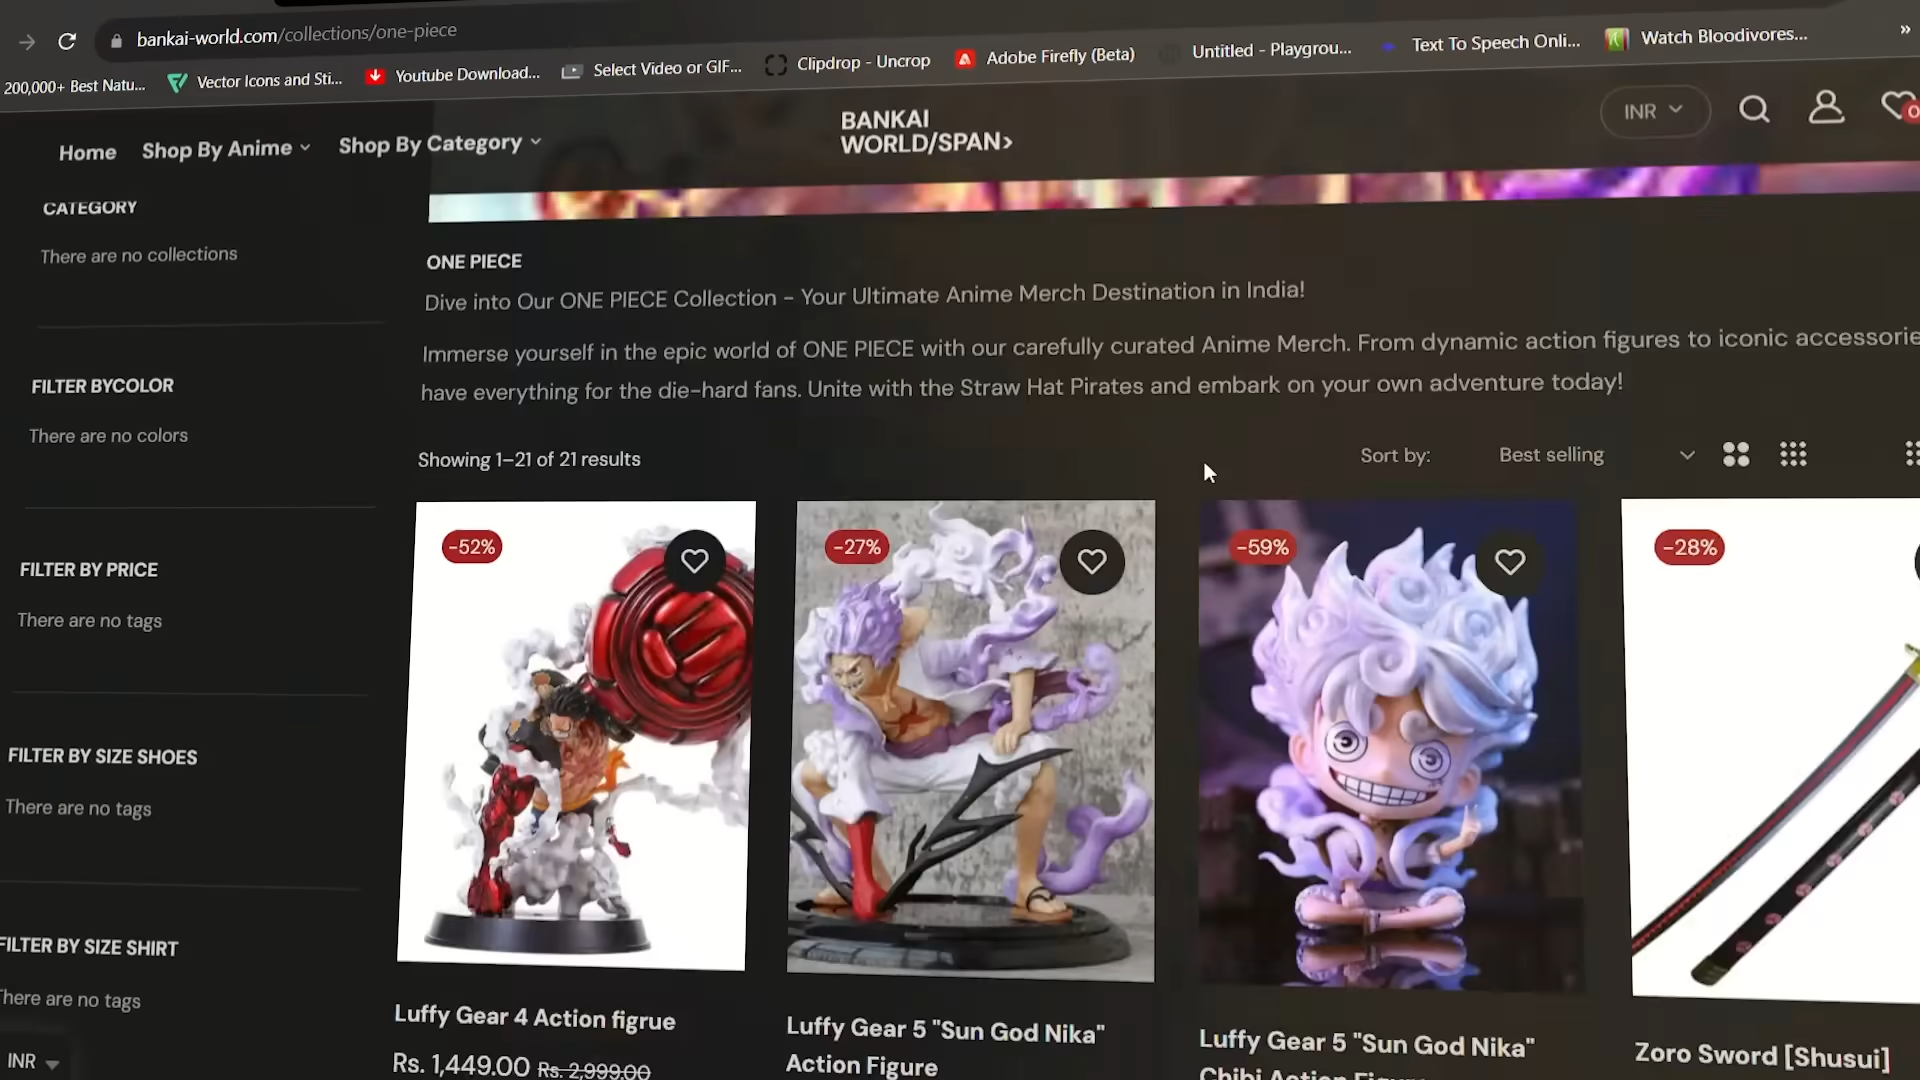 bankai-world.com/collections/one-piece
200,000+ Best Natu...
Vector Icons and Sti...
Youtube Download...
Select Video or GIF...
Clipdrop - Uncrop
Adobe Firefly (Beta)
Untitled - Playgrou...
Text To Speech Onli...
Watch Bloodivores...
»
Home
Shop By Anime
Shop By Category
BANKAI
WORLD/SPAN>
INR
0
CATEGORY
There are no collections
FILTER BYCOLOR
There are no colors
FILTER BY PRICE
There are no tags
FILTER BY SIZE SHOES
There are no tags
FILTER BY SIZE SHIRT
There are no tags
INR
ONE PIECE
Dive into Our ONE PIECE Collection - Your Ultimate Anime Merch Destination in India!
Immerse yourself in the epic world of ONE PIECE with our carefully curated Anime Merch. From dynamic action figures to iconic accessorie
have everything for the die-hard fans. Unite with the Straw Hat Pirates and embark on your own adventure today!
Showing 1–21 of 21 results
Sort by:
Best selling
-52%
-27%
-59%
-28%
Luffy Gear 4 Action figrue
Rs. 1,449.00 Rs. 2,999.00
Luffy Gear 5 "Sun God Nika"
Action Figure
Luffy Gear 5 "Sun God Nika"
Chibi Action
Zoro Sword [Shusui]